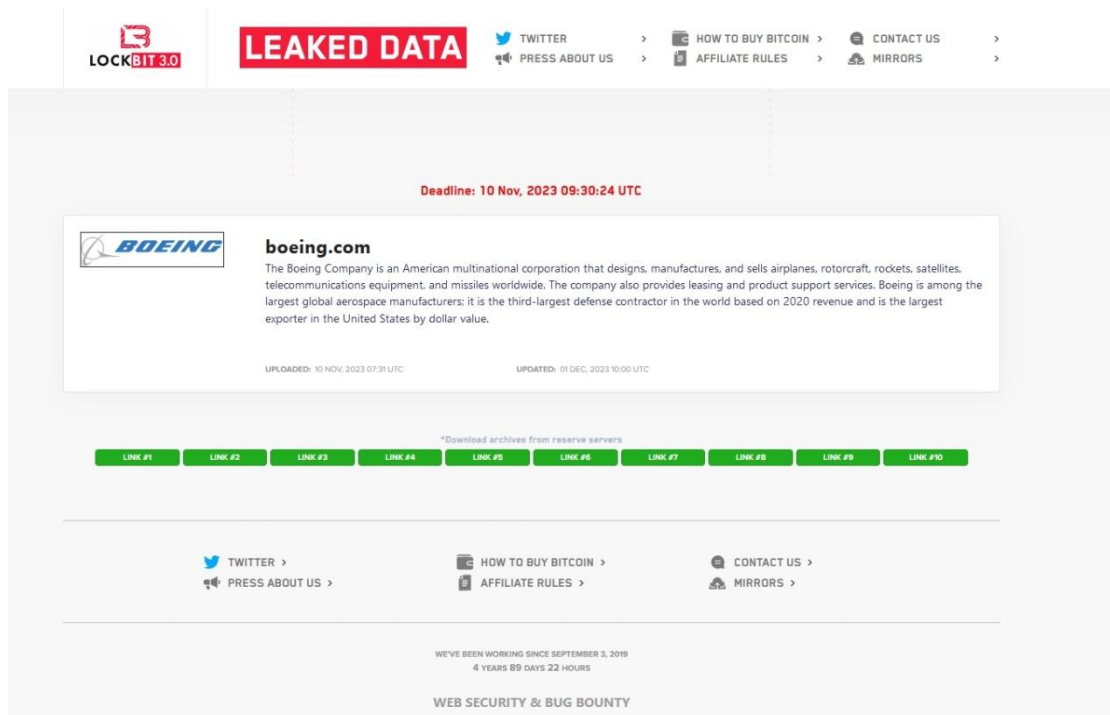 LOCKBIT 3.0
LEAKED DATA
TWITTER >
PRESS ABOUT US >
HOW TO BUY BITCOIN >
AFFILIATE RULES >
CONTACT US >
MIRRORS >
Deadline: 10 Nov, 2023 09:30:24 UTC
BOEING
boeing.com
The Boeing Company is an American multinational corporation that designs, manufactures, and sells airplanes, rotorcraft, rockets, satellites,
telecommunications equipment, and missiles worldwide. The company also provides leasing and product support services. Boeing is among the
largest global aerospace manufacturers; it is the third-largest defense contractor in the world based on 2020 revenue and is the largest
exporter in the United States by dollar value.
UPLOADED: 10 NOV, 2023 07:31 UTC
UPDATED: 01 DEC, 2023 10:00 UTC
*Download archives from reserve servers
LINK #1 LINK #2 LINK #3 LINK #4 LINK #5 LINK #6 LINK #7 LINK #8 LINK #9 LINK #10
TWITTER >
PRESS ABOUT US >
HOW TO BUY BITCOIN >
AFFILIATE RULES >
CONTACT US >
MIRRORS >
WE'VE BEEN WORKING SINCE SEPTEMBER 3, 2019
4 YEARS 89 DAYS 22 HOURS
WEB SECURITY & BUG BOUNTY